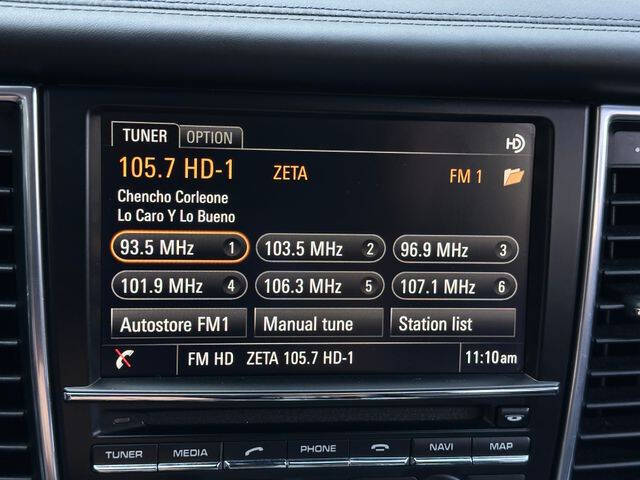 TUNER OPTION
HD
105.7 HD-1 ZETA FM 1
Chencho Corleone
Lo Caro Y Lo Bueno
93.5 MHz 1 103.5 MHz 2 96.9 MHz 3
101.9 MHz 4 106.3 MHz 5 107.1 MHz 6
Autostore FM1 Manual tune Station list
FM HD ZETA 105.7 HD-1 11:10am
TUNER MEDIA PHONE NAVI MAP